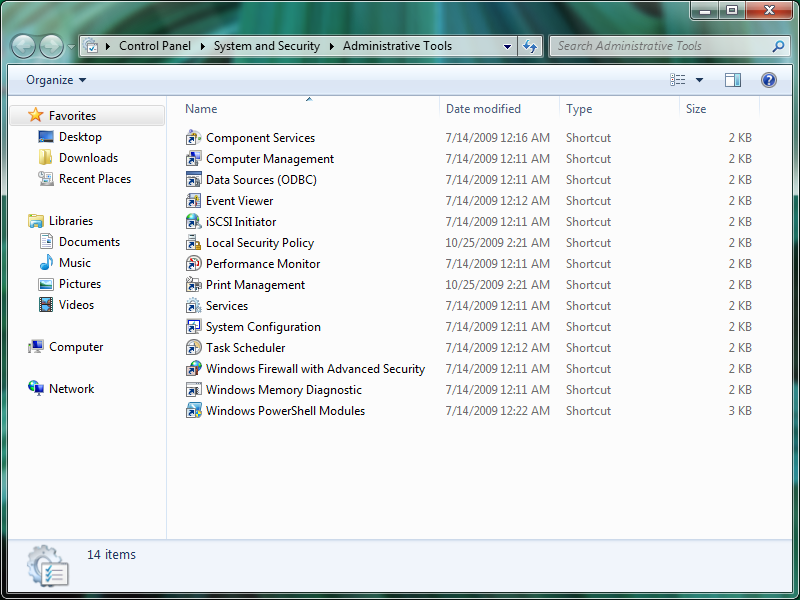 Control Panel System and Security Administrative Tools Search Administrative Tools
Organize
Favorites
Desktop
Downloads
Recent Places
Libraries
Documents
Music
Pictures
Videos
Computer
Network
Name Date modified Type Size
Component Services 7/14/2009 12:16 AM Shortcut 2 KB
Computer Management 7/14/2009 12:11 AM Shortcut 2 KB
Data Sources (ODBC) 7/14/2009 12:11 AM Shortcut 2 KB
Event Viewer 7/14/2009 12:12 AM Shortcut 2 KB
iSCSI Initiator 7/14/2009 12:11 AM Shortcut 2 KB
Local Security Policy 10/25/2009 2:21 AM Shortcut 2 KB
Performance Monitor 7/14/2009 12:11 AM Shortcut 2 KB
Print Management 10/25/2009 2:21 AM Shortcut 2 KB
Services 7/14/2009 12:11 AM Shortcut 2 KB
System Configuration 7/14/2009 12:11 AM Shortcut 2 KB
Task Scheduler 7/14/2009 12:12 AM Shortcut 2 KB
Windows Firewall with Advanced Security 7/14/2009 12:11 AM Shortcut 2 KB
Windows Memory Diagnostic 7/14/2009 12:11 AM Shortcut 2 KB
Windows PowerShell Modules 7/14/2009 12:22 AM Shortcut 3 KB
14 items